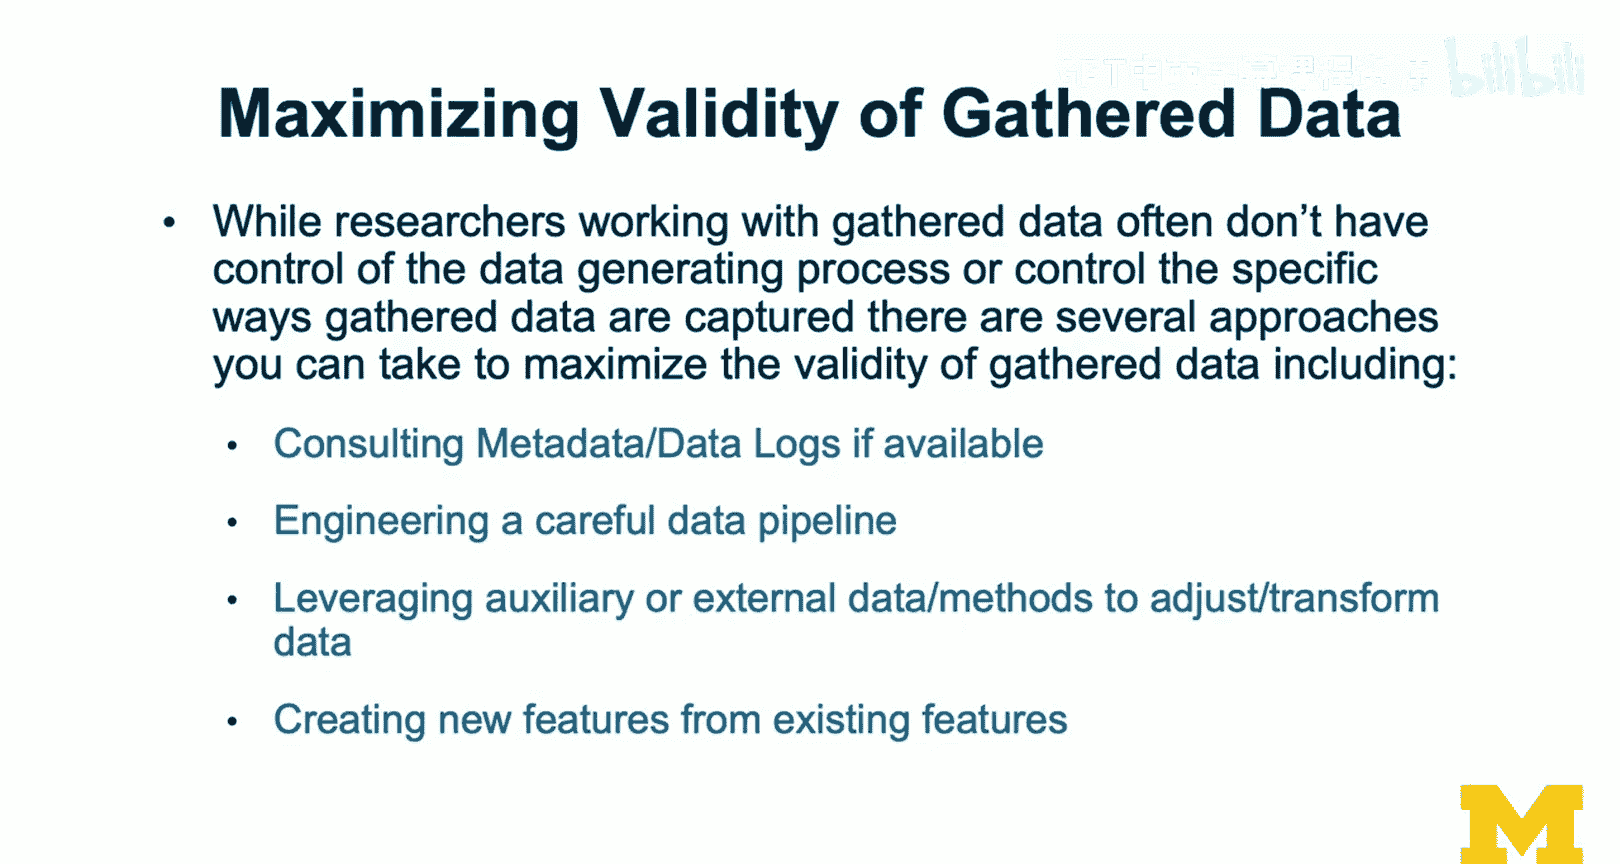 bilibili
Maximizing Validity of Gathered Data
• While researchers working with gathered data often don’t have
control of the data generating process or control the specific
ways gathered data are captured there are several approaches
you can take to maximize the validity of gathered data including:
• Consulting Metadata/Data Logs if available
• Engineering a careful data pipeline
• Leveraging auxiliary or external data/methods to adjust/transform
data
• Creating new features from existing features
M